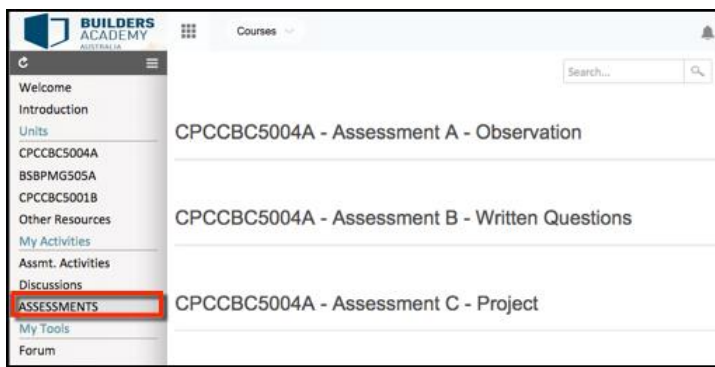 BUILDERS
ACADEMY
AUSTRALIA
Courses
Search...
Welcome
Introduction
Units
CPCCBC5004A
BSBPMG505A
CPCCBC5001B
Other Resources
My Activities
Assmt. Activities
Discussions
ASSESSMENTS
My Tools
Forum
CPCCBC5004A - Assessment A - Observation
CPCCBC5004A - Assessment B - Written Questions
CPCCBC5004A - Assessment C - Project